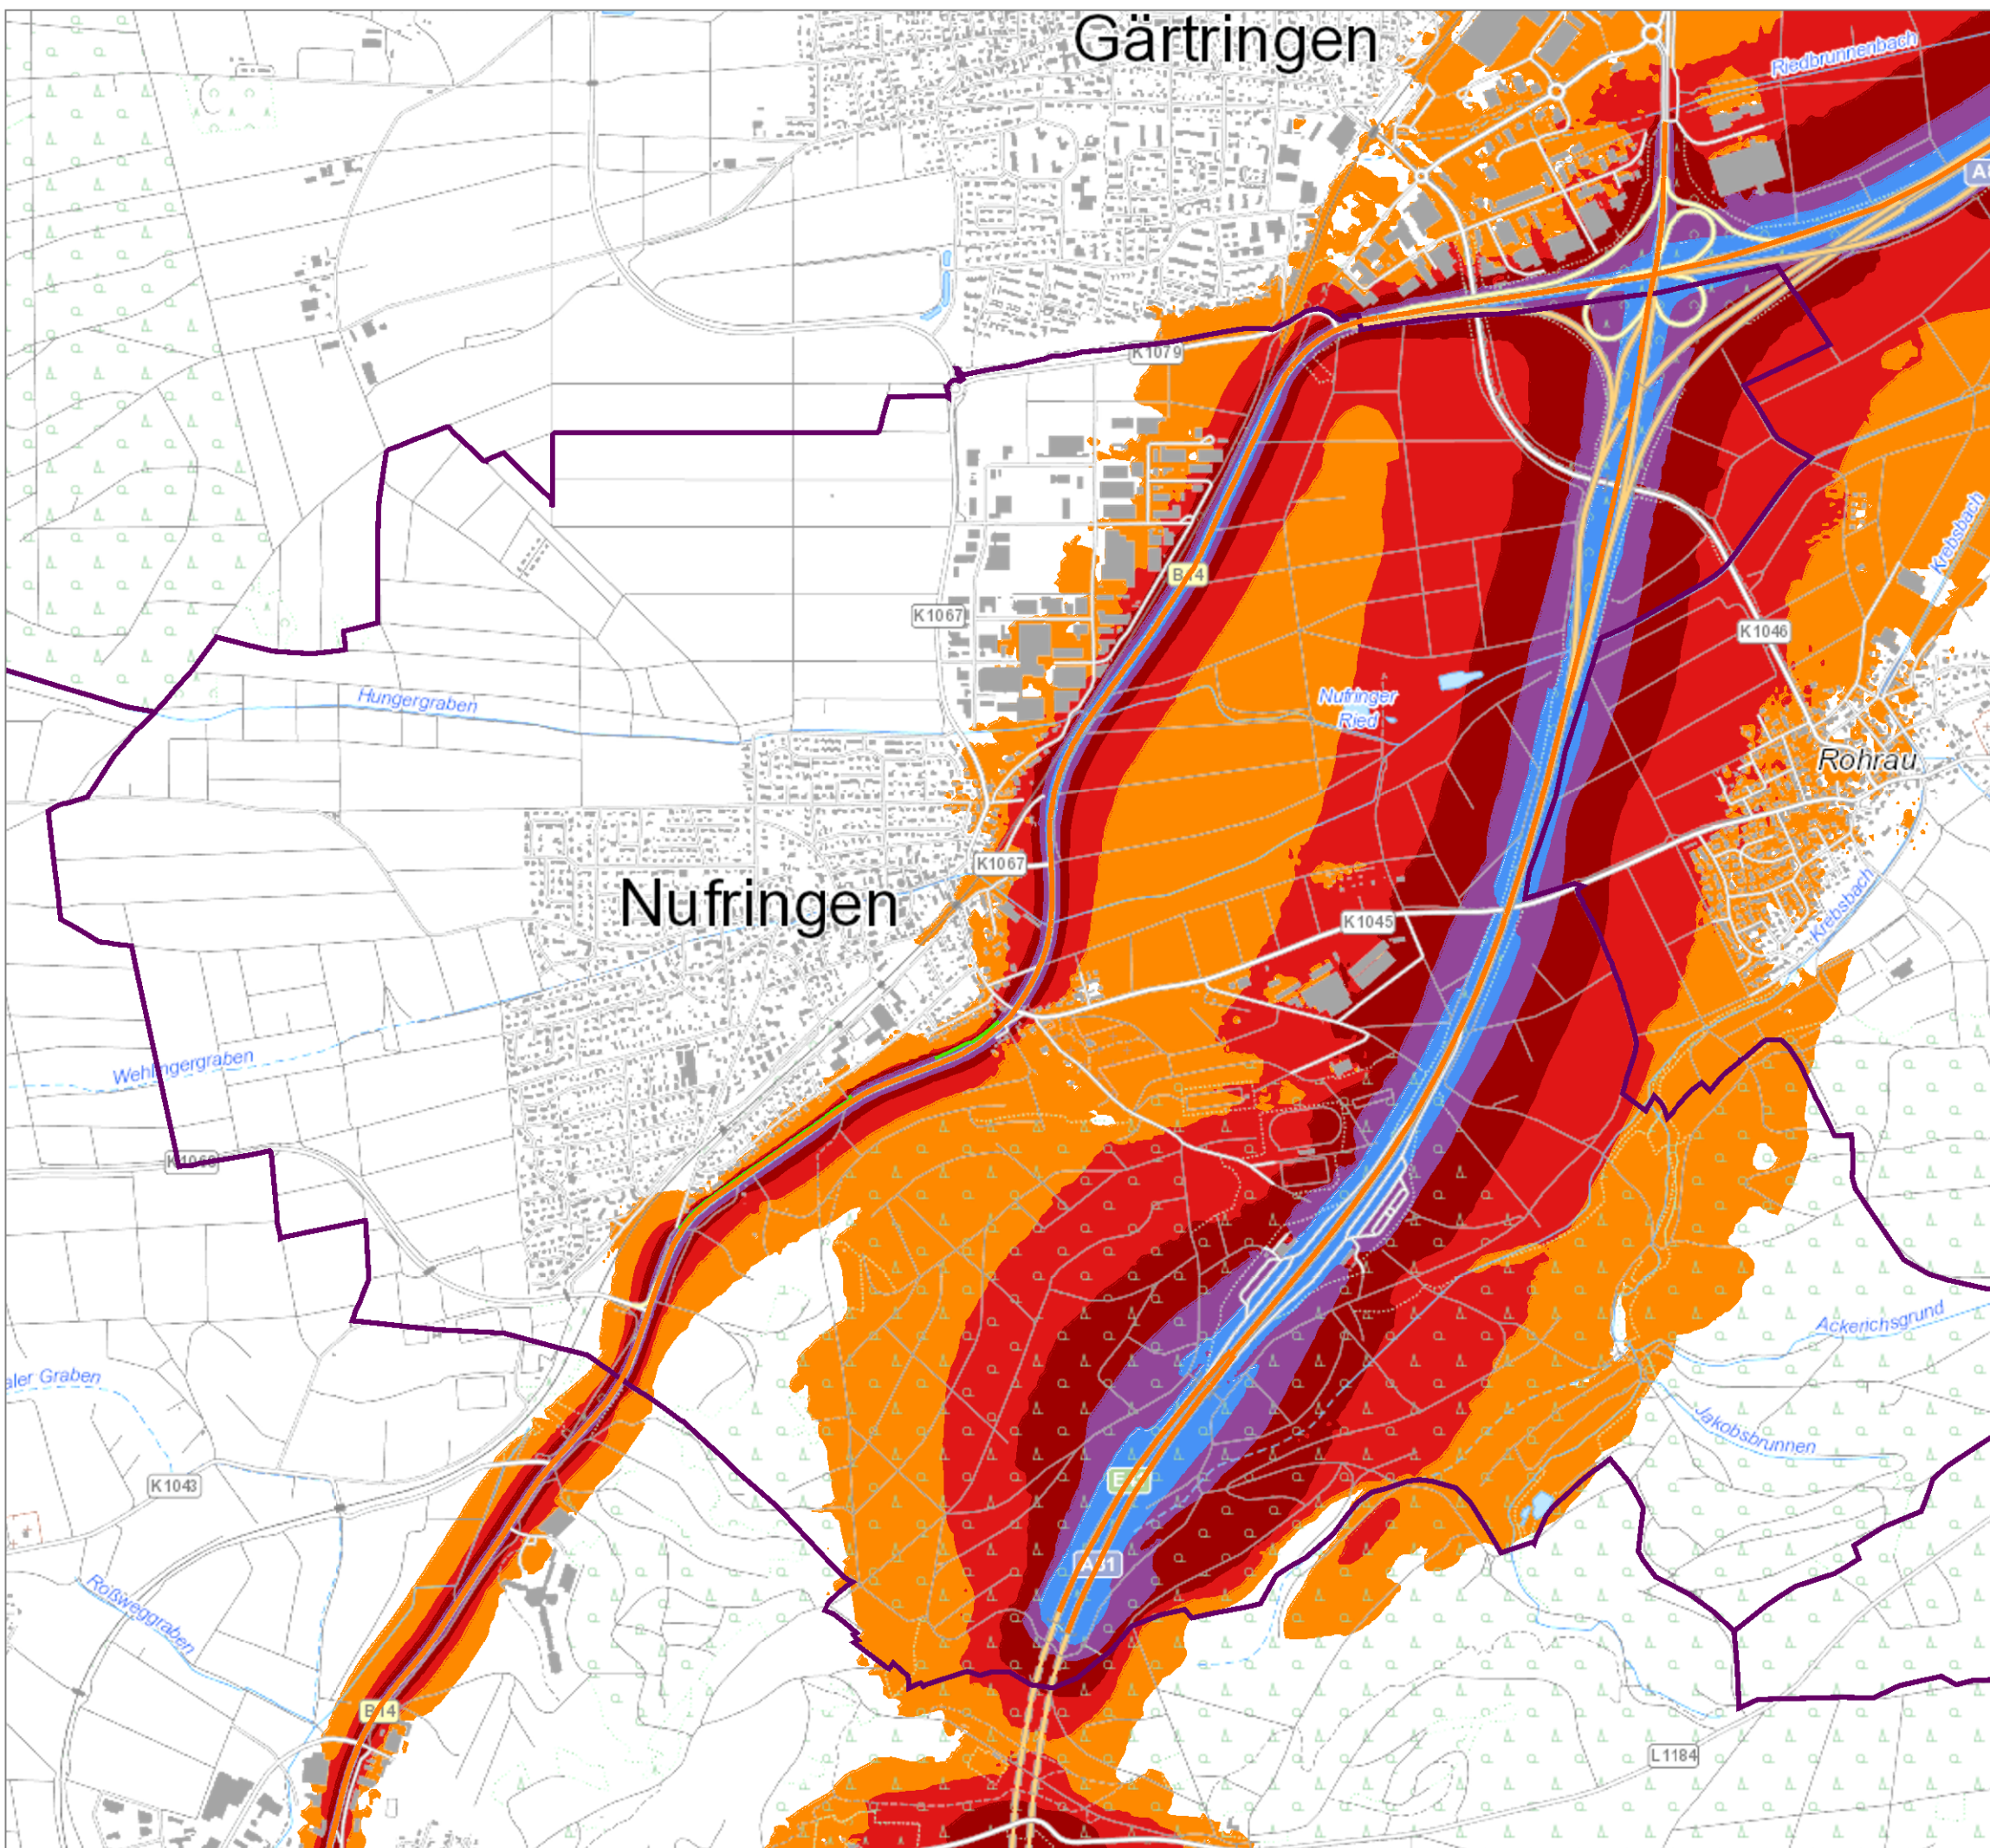 Gärtringen
Riedbrunnenbach
K1079
Krebsbach
B14
K1067
K1046
Hungergraben
Nufringer
Ried
Rohrau
K1067
Nufringen
K1045
Krebsbach
Wehlingergraben
Ackerichsgrund
aler Graben
Jakobsbrunnen
K1043
A81
Roßweggraben
B14
L1184